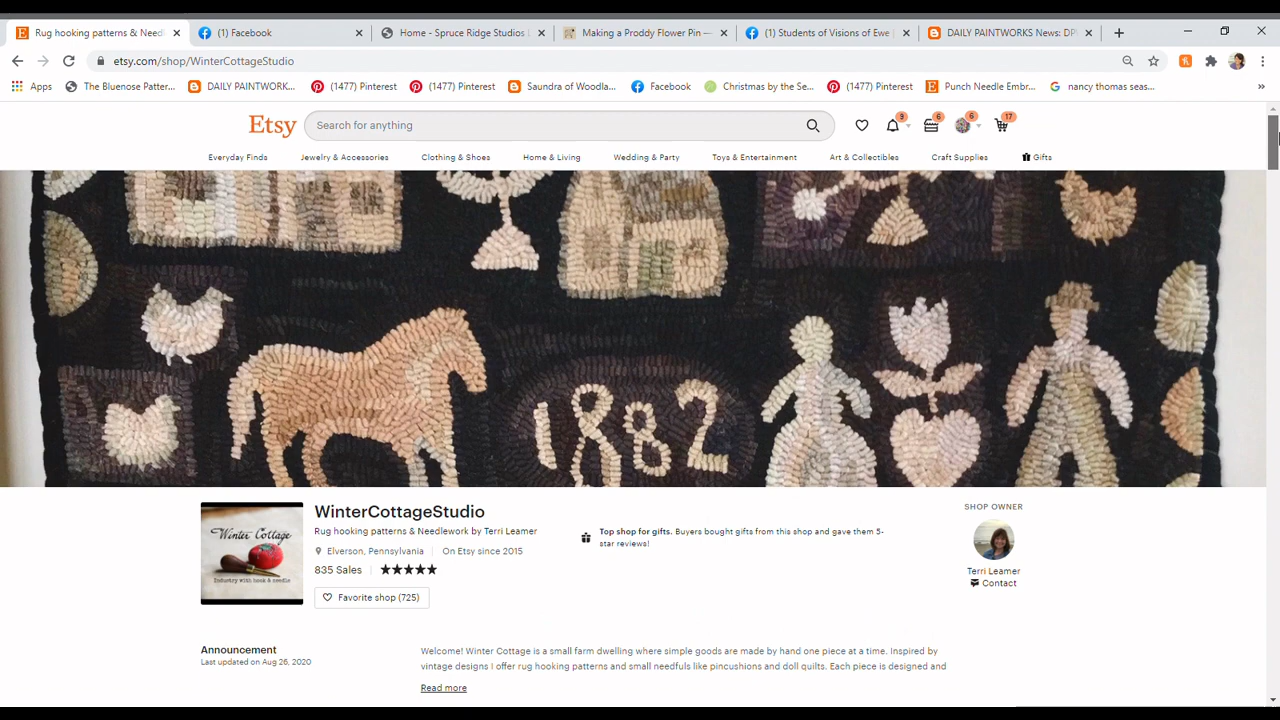 Rug hooking patterns & Needl
(1) Facebook
Home - Spruce Ridge Studios
Making a Proddy Flower Pin —
(1) Students of Visions of Ewe
DAILY PAINTWORKS News: DP
etsy.com/shop/WinterCottageStudio
Apps
The Bluenose Patter...
DAILY PAINTWORK...
(1477) Pinterest
(1477) Pinterest
Saundra of Woodla...
Facebook
Christmas by the Se...
(1477) Pinterest
Punch Needle Embr...
nancy thomas seas...
Etsy
Search for anything
9
6
6
17
Everyday Finds
Jewelry & Accessories
Clothing & Shoes
Home & Living
Wedding & Party
Toys & Entertainment
Art & Collectibles
Craft Supplies
Gifts
1882
Winter Cottage
Industry with hook & needle
WinterCottageStudio
Rug hooking patterns & Needlework by Terri Leamer
Elverson, Pennsylvania
On Etsy since 2015
835 Sales
Favorite shop (725)
Top shop for gifts. Buyers bought gifts from this shop and gave them 5-
star reviews!
SHOP OWNER
Terri Leamer
Contact
Announcement
Last updated on Aug 26, 2020
Welcome! Winter Cottage is a small farm dwelling where simple goods are made by hand one piece at a time. Inspired by
vintage designs I offer rug hooking patterns and small needfuls like pincushions and doll quilts. Each piece is designed and
Read more